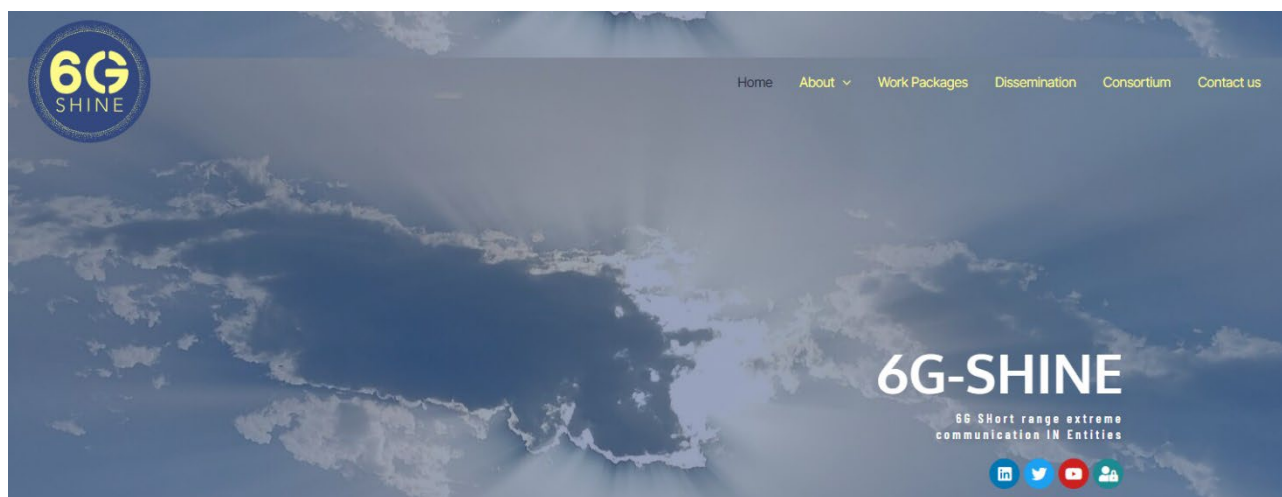 6G
SHINE
Home About Work Packages Dissemination Consortium Contact us
6G-SHINE
6G SHort range extreme
communication IN Entities
in